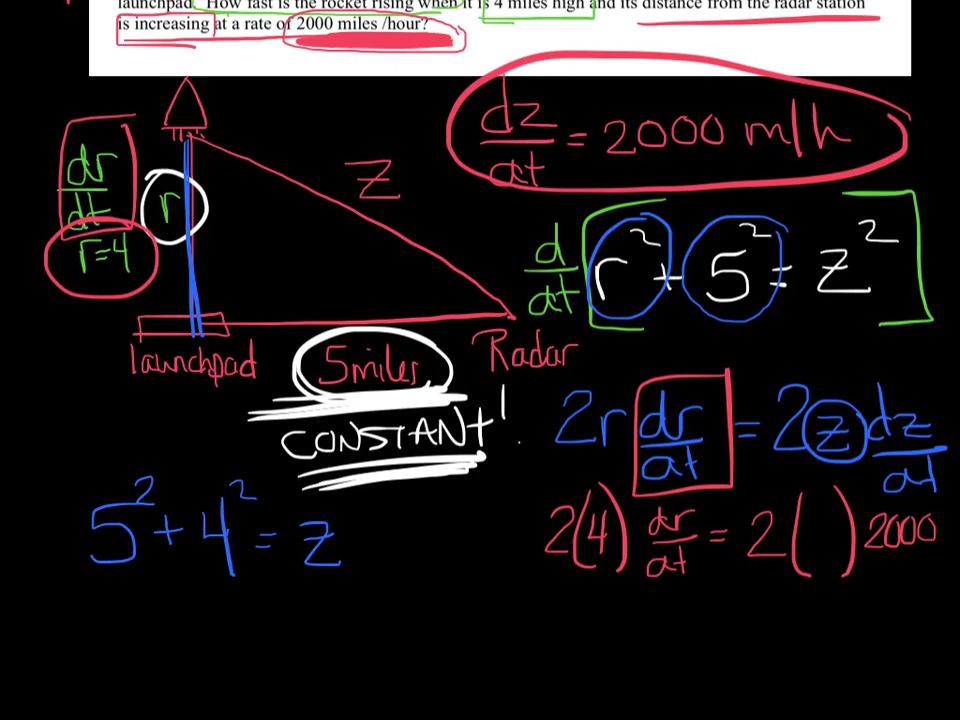 launchpad. How fast is the rocket rising when it is 4 miles high and its distance from the radar station
is increasing at a rate of 2000 miles /hour?
dz/dt = 2000 m/h
dr/dt
r
z
r=4
d/dt [r² + 5² = z²]
launchpad
5miles
Radar
CONSTANT!
2r dr/dt = 2z dz/dt
5² + 4² = z
2(4) dr/dt = 2( ) 2000